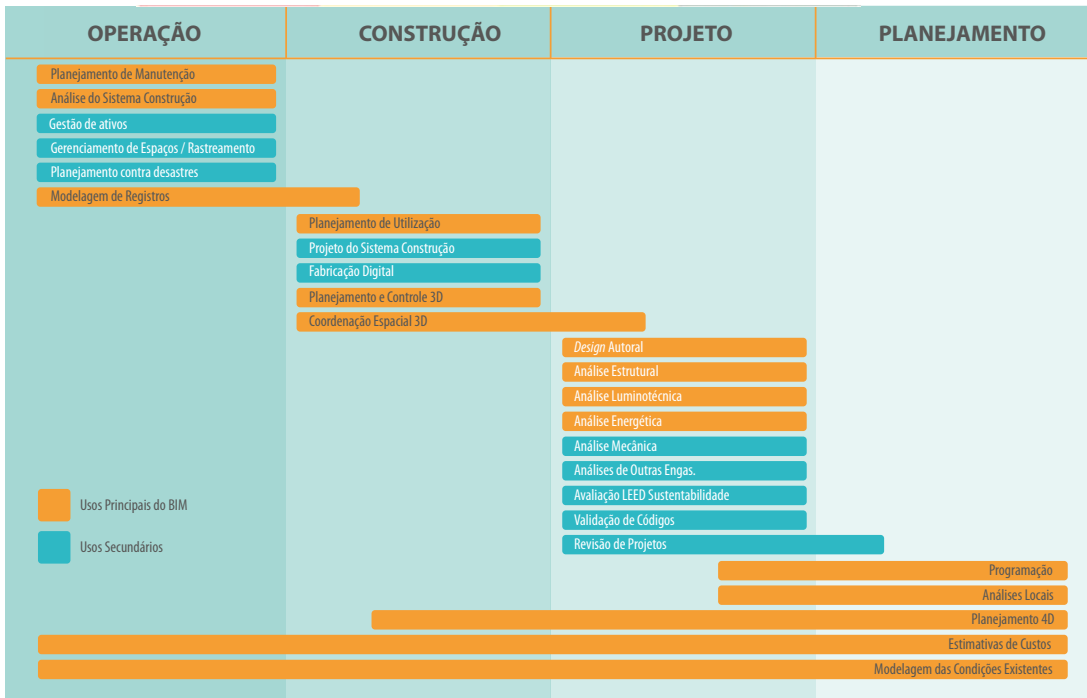 OPERAÇÃO
CONSTRUÇÃO
PROJETO
PLANEJAMENTO
Planejamento de Manutenção
Análise do Sistema Construção
Gestão de ativos
Gerenciamento de Espaços / Rastreamento
Planejamento contra desastres
Modelagem de Registros
Planejamento de Utilização
Projeto do Sistema Construção
Fabricação Digital
Planejamento e Controle 3D
Coordenação Espacial 3D
Design Autoral
Análise Estrutural
Análise Luminotécnica
Análise Energética
Análise Mecânica
Análises de Outras Engas.
Avaliação LEED Sustentabilidade
Validação de Códigos
Revisão de Projetos
Programação
Análises Locais
Planejamento 4D
Estimativas de Custos
Modelagem das Condições Existentes
Usos Principais do BIM
Usos Secundários